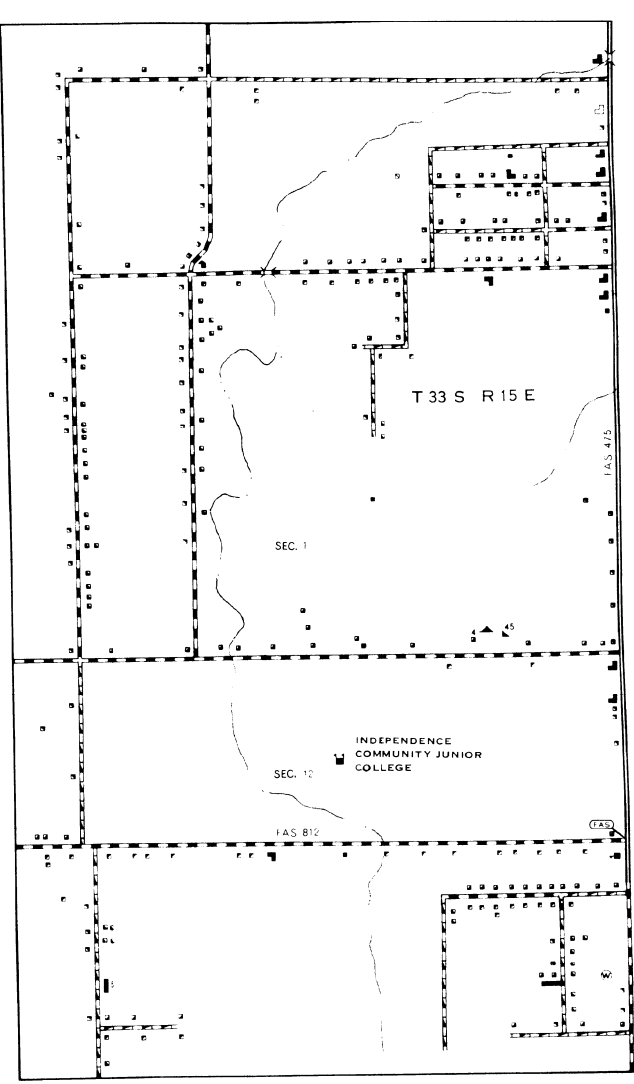 T 33 S R 15 E
FAS 475
SEC. 1
4 45
INDEPENDENCE
COMMUNITY JUNIOR
COLLEGE
SEC. 12
FAS
FAS 812
W